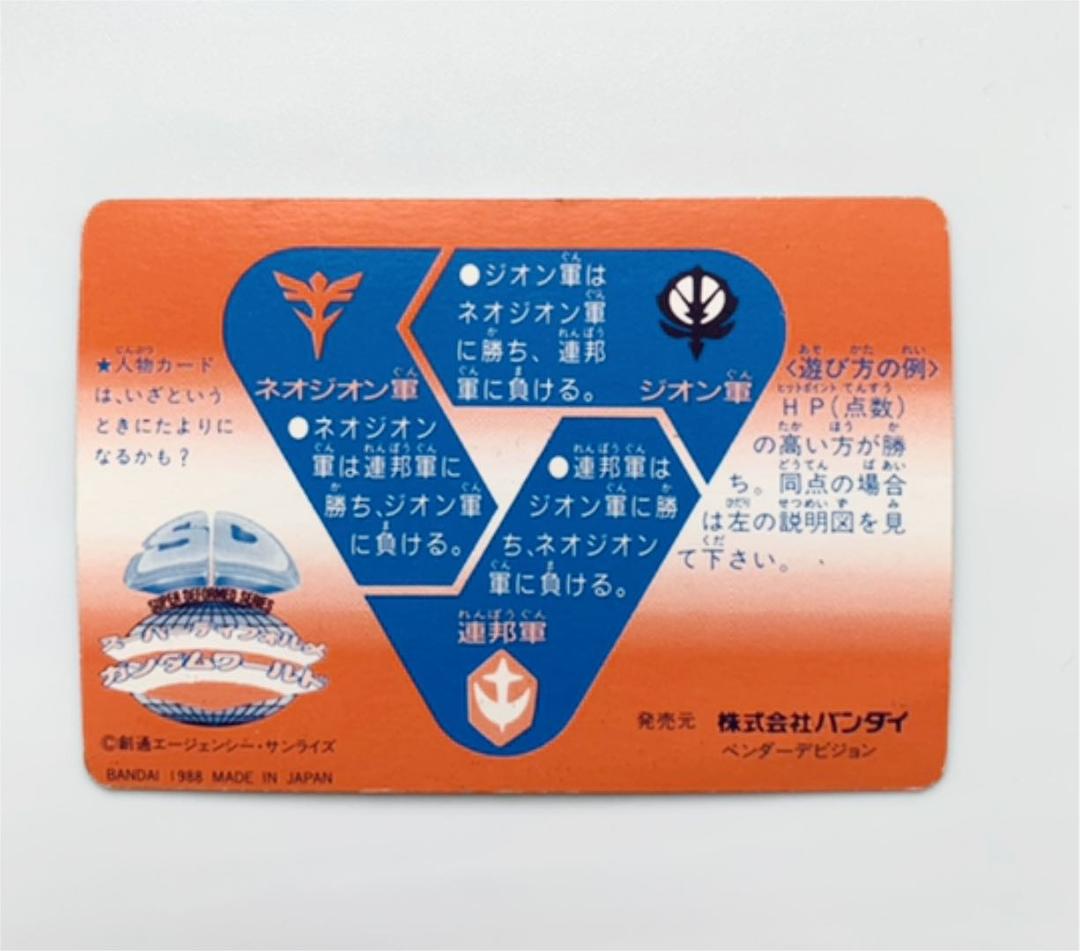 ●ジオン軍は
ネオジオン軍
に勝ち、連邦
軍に負ける。
ネオジオン軍
ジオン軍
●ネオジオン
軍は連邦軍に
勝ち、ジオン軍
に負ける。
●連邦軍は
ジオン軍に勝
ち、ネオジオン
軍に負ける。
連邦軍
★人物カード
は、いざという
ときにたよりに
なるかも?
<遊び方の例>
HP(点数)
の高い方が勝
ち。同点の場合
は左の説明図を見
て下さい。
SD
SUPER DEFORMED SERIES
スーパーディフォルメ
ガンダムワールド
©創通エージェンシー・サンライズ
BANDAI 1988 MADE IN JAPAN
発売元 株式会社バンダイ
ベンダーデビジョン